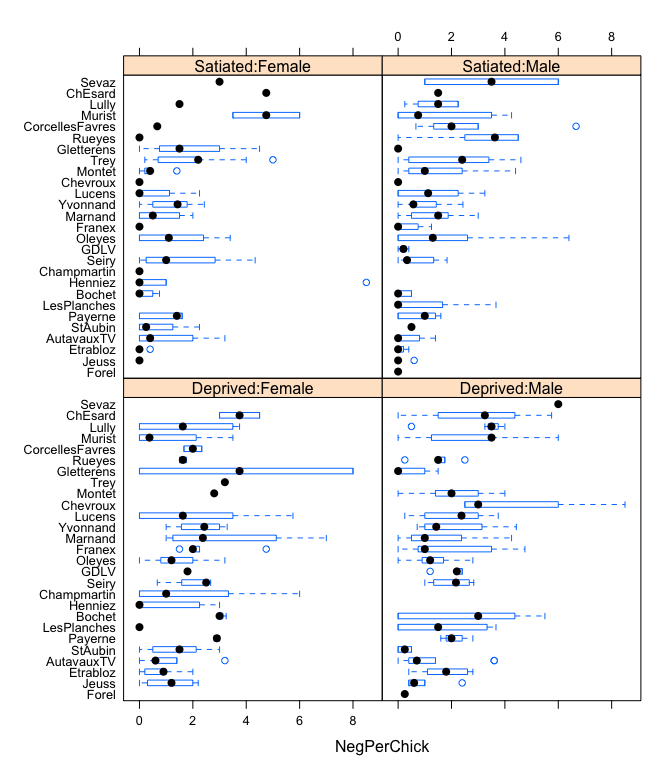 0 2 4 6 8
Satiated:Female Satiated:Male
Sevaz
ChEsard
Lully
Murist
CorcellesFavres
Rueyes
Gletterens
Trey
Montet
Chevroux
Lucens
Yvonnand
Marnand
Franex
Oleyes
GDLV
Seiry
Champmartin
Henniez
Bochet
LesPlanches
Payerne
StAubin
AutavauxTV
Etrabloz
Jeuss
Forel
Deprived:Female Deprived:Male
Sevaz
ChEsard
Lully
Murist
CorcellesFavres
Rueyes
Gletterens
Trey
Montet
Chevroux
Lucens
Yvonnand
Marnand
Franex
Oleyes
GDLV
Seiry
Champmartin
Henniez
Bochet
LesPlanches
Payerne
StAubin
AutavauxTV
Etrabloz
Jeuss
Forel
0 2 4 6 8
NegPerChick